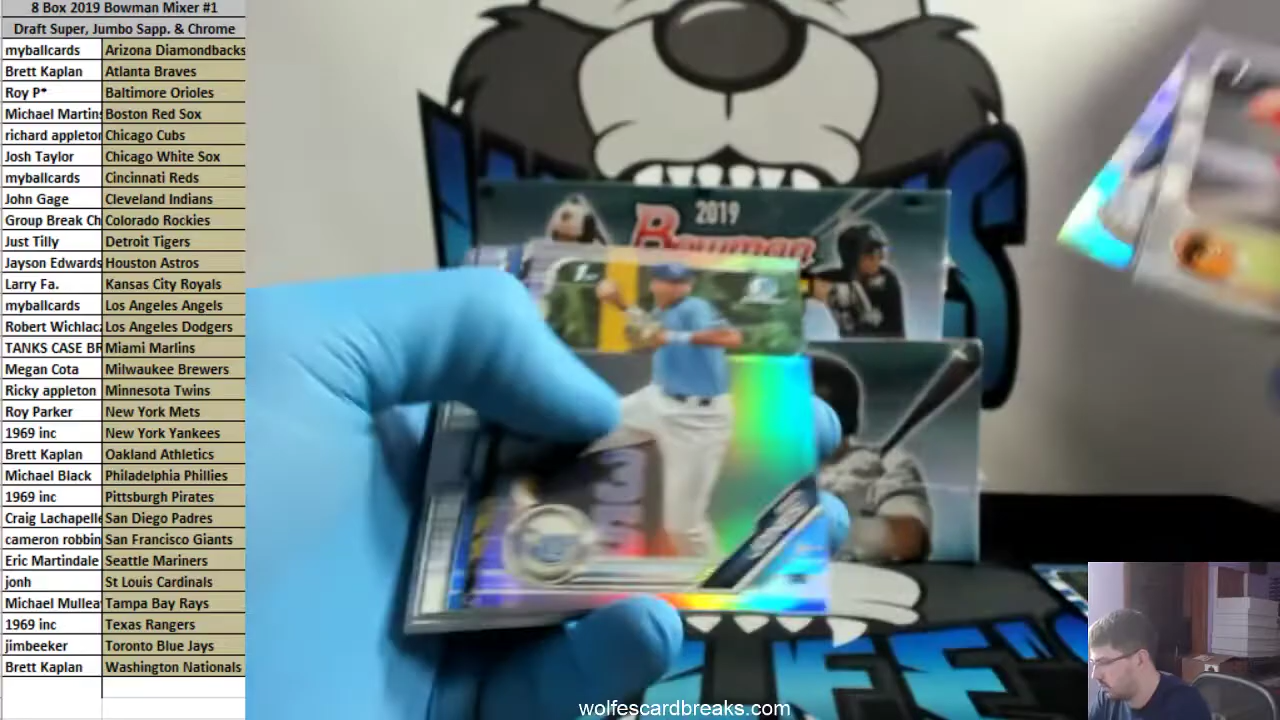 8 Box 2019 Bowman Mixer #1
Draft Super, Jumbo Sapp. & Chrome
myballcards Arizona Diamondbacks
Brett Kaplan Atlanta Braves
Roy P* Baltimore Orioles
Michael Martins Boston Red Sox
richard appleton Chicago Cubs
Josh Taylor Chicago White Sox
myballcards Cincinnati Reds
John Gage Cleveland Indians
Group Break Ch Colorado Rockies
Just Tilly Detroit Tigers
Jayson Edwards Houston Astros
Larry Fa. Kansas City Royals
myballcards Los Angeles Angels
Robert Wichlac Los Angeles Dodgers
TANKS CASE BR Miami Marlins
Megan Cota Milwaukee Brewers
Ricky appleton Minnesota Twins
Roy Parker New York Mets
1969 inc New York Yankees
Brett Kaplan Oakland Athletics
Michael Black Philadelphia Phillies
1969 inc Pittsburgh Pirates
Craig Lachapelle San Diego Padres
cameron robbin San Francisco Giants
Eric Martindale Seattle Mariners
jonh St Louis Cardinals
Michael Mullea Tampa Bay Rays
1969 inc Texas Rangers
jimbeeker Toronto Blue Jays
Brett Kaplan Washington Nationals
2019
Bowman
1st
wolfescardbreaks.com